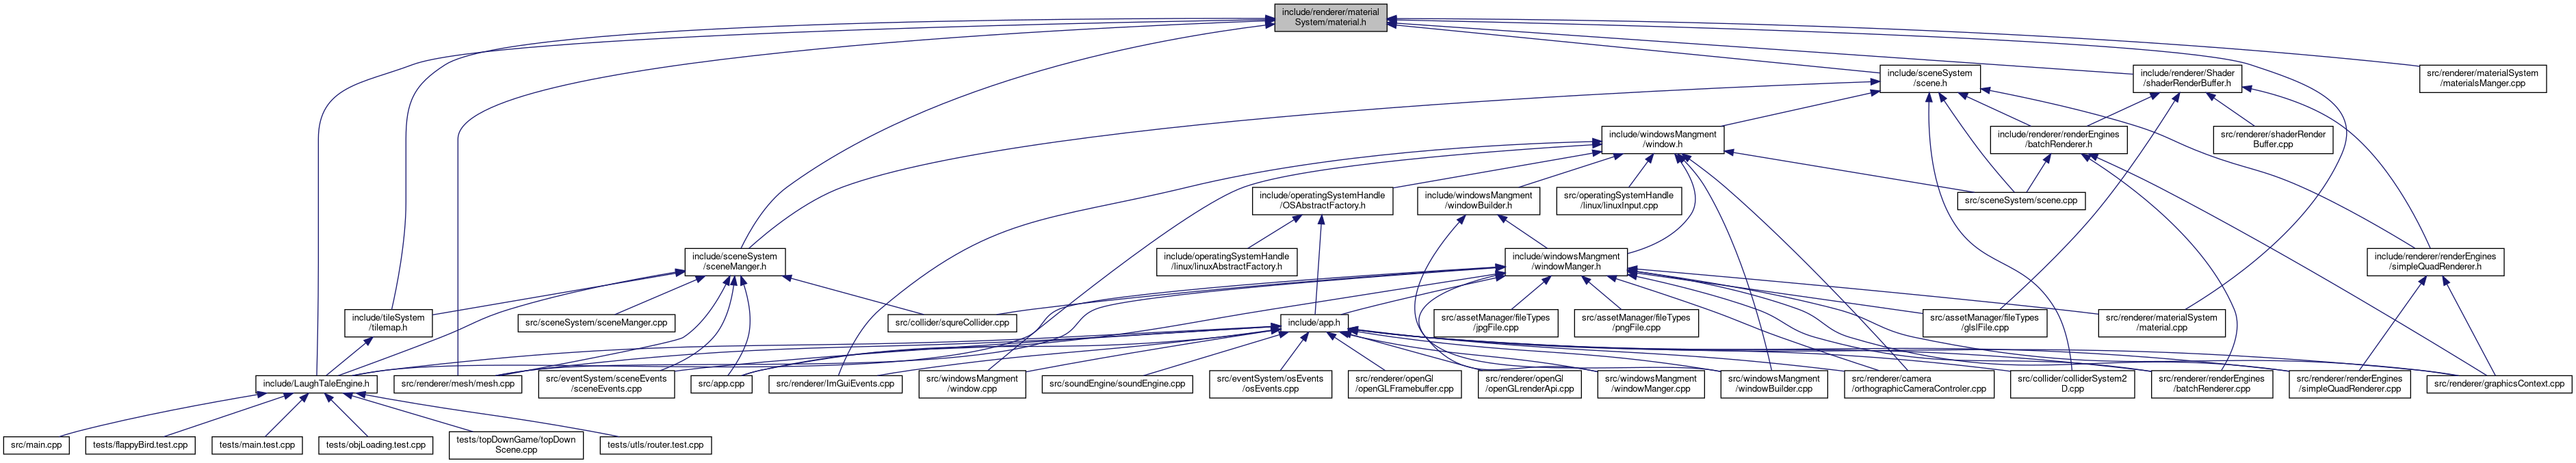 include/renderer/material
System/material.h
include/sceneSystem
/scene.h
include/renderer/Shader
/shaderRenderBuffer.h
src/renderer/materialSystem
/materialsManger.cpp
include/windowsMangment
/window.h
include/renderer/renderEngines
/batchRenderer.h
src/renderer/shaderRender
Buffer.cpp
include/operatingSystemHandle
/OSAbstractFactory.h
include/windowsMangment
/windowBuilder.h
src/operatingSystemHandle
/linux/linuxInput.cpp
src/sceneSystem/scene.cpp
include/sceneSystem
/sceneManger.h
include/operatingSystemHandle
/linux/linuxAbstractFactory.h
include/windowsMangment
/windowManger.h
include/renderer/renderEngines
/simpleQuadRenderer.h
include/tileSystem
/tilemap.h
src/sceneSystem/sceneManger.cpp
src/collider/squreCollider.cpp
include/app.h
src/assetManager/fileTypes
/jpgFile.cpp
src/assetManager/fileTypes
/pngFile.cpp
src/assetManager/fileTypes
/glslFile.cpp
src/renderer/materialSystem
/material.cpp
include/LaughTaleEngine.h
src/renderer/mesh/mesh.cpp
src/eventSystem/sceneEvents
/sceneEvents.cpp
src/app.cpp
src/renderer/ImGuiEvents.cpp
src/windowsMangment
/window.cpp
src/soundEngine/soundEngine.cpp
src/eventSystem/osEvents
/osEvents.cpp
src/renderer/openGl
/openGLFramebuffer.cpp
src/renderer/openGl
/openGLrenderApi.cpp
src/windowsMangment
/windowManger.cpp
src/windowsMangment
/windowBuilder.cpp
src/renderer/camera
/orthographicCameraControler.cpp
src/collider/colliderSystem2
D.cpp
src/renderer/renderEngines
/batchRenderer.cpp
src/renderer/renderEngines
/simpleQuadRenderer.cpp
src/renderer/graphicsContext.cpp
src/main.cpp
tests/flappyBird.test.cpp
tests/main.test.cpp
tests/objLoading.test.cpp
tests/topDownGame/topDown
Scene.cpp
tests/utls/router.test.cpp